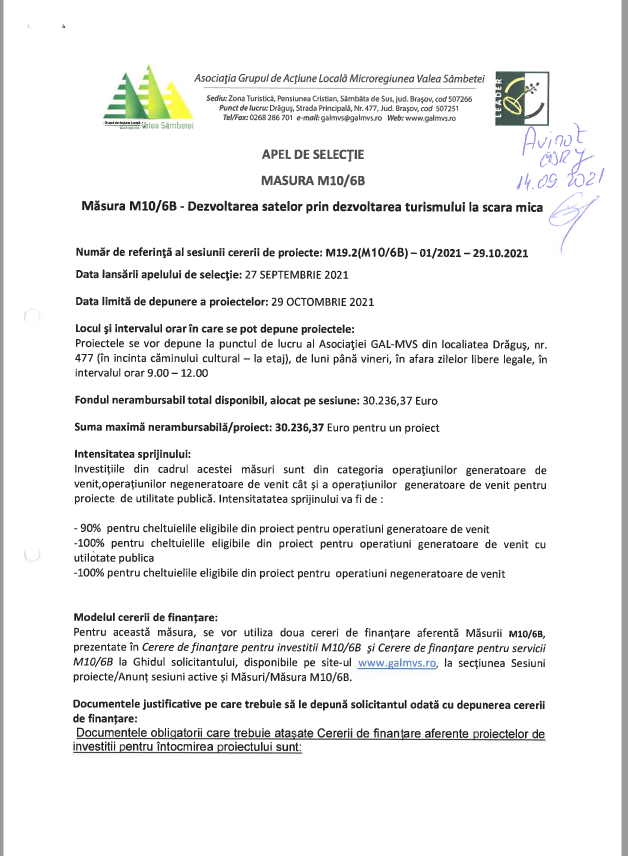 Asociația Grupul de Acțiune Locală Microregiunea Valea Sâmbetei
Sediu: Zona Turistică, Pensiunea Cristian, Sâmbăta de Sus, jud. Brașov, cod 507266
Punct de lucru: Drăguș, Strada Principală, Nr. 477, Jud. Brașov, cod 507251
Tel/Fax: 0268 286 701 e-mail: galmvs@galmvs.ro Web: www.galmvs.ro
Valea Sâmbetei
LEADER
14.09.2021
APEL DE SELECŢIE
MASURA M10/6B
Măsura M10/6B - Dezvoltarea satelor prin dezvoltarea turismului la scara mica
Număr de referinţă al sesiunii cererii de proiecte: M19.2(M10/6B) – 01/2021 – 29.10.2021
Data lansării apelului de selecţie: 27 SEPTEMBRIE 2021
Data limită de depunere a proiectelor: 29 OCTOMBRIE 2021
Locul şi intervalul orar în care se pot depune proiectele:
Proiectele se vor depune la punctul de lucru al Asociaţiei GAL-MVS din localiatea Drăguș, nr.
477 (în incinta căminului cultural – la etaj), de luni până vineri, în afara zilelor libere legale, în
intervalul orar 9.00 – 12.00
Fondul nerambursabil total disponibil, alocat pe sesiune: 30.236,37 Euro
Suma maximă nerambursabilă/proiect: 30.236,37 Euro pentru un proiect
Intensitatea sprijinului:
Investiţiile din cadrul acestei măsuri sunt din categoria operaţiunilor generatoare de
venit,operațiunilor negeneratoare de venit cât și a operațiunilor generatoare de venit pentru
proiecte de utilitate publică. Intensitatatea sprijinului va fi de :
- 90% pentru cheltuielile eligibile din proiect pentru operatiuni generatoare de venit
-100% pentru cheltuielile eligibile din proiect pentru operatiuni generatoare de venit cu
utilotate publica
-100% pentru cheltuielile eligibile din proiect pentru operatiuni negeneratoare de venit
Modelul cererii de finanțare:
Pentru această măsura, se vor utiliza doua cereri de finanțare aferentă Măsurii M10/6B,
prezentate în Cerere de finanţare pentru investitii M10/6B şi Cerere de finanţare pentru servicii
M10/6B la Ghidul solicitantului, disponibile pe site-ul www.galmvs.ro, la secţiunea Sesiuni
proiecte/Anunț sesiuni active și Măsuri/Măsura M10/6B.
Documentele justificative pe care trebuie să le depună solicitantul odată cu depunerea cererii
de finanțare:
Documentele obligatorii care trebuie atașate Cererii de finanțare aferente proiectelor de
investitii pentru întocmirea proiectului sunt: